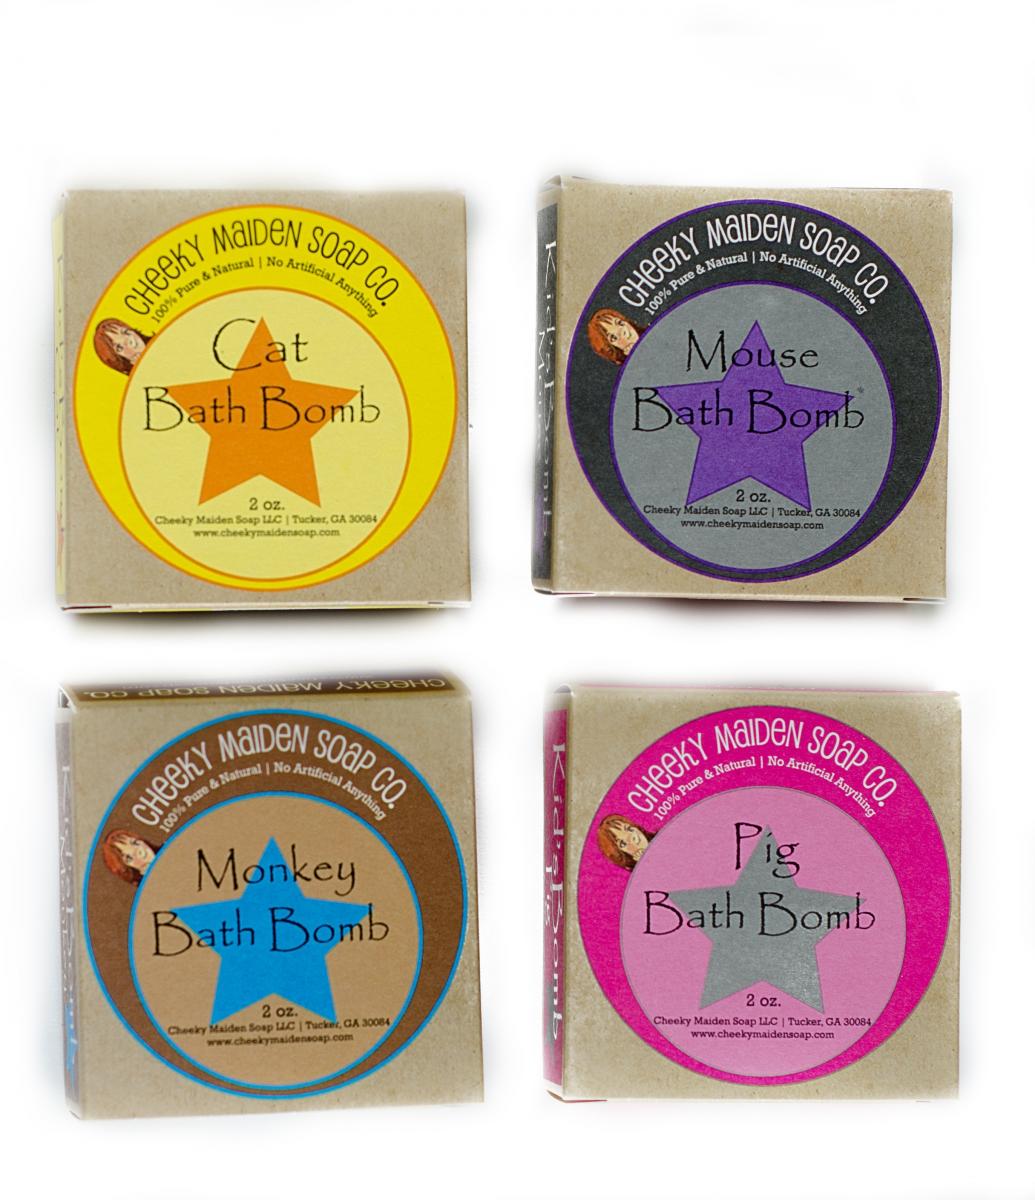 CHEEKY MAIDEN SOAP CO.
100% Pure & Natural | No Artificial Anything
Cat
Bath Bomb
2 oz.
Cheeky Maiden Soap LLC | Tucker, GA 30084
www.cheekymaidensoap.com
CHEEKY MAIDEN SOAP CO.
100% Pure & Natural | No Artificial Anything
Mouse
Bath Bomb
2 oz.
Cheeky Maiden Soap LLC | Tucker, GA 30084
www.cheekymaidensoap.com
CHEEKY MAIDEN SOAP CO.
CHEEKY MAIDEN SOAP CO.
100% Pure & Natural | No Artificial Anything
Monkey
Bath Bomb
2 oz.
Cheeky Maiden Soap LLC | Tucker, GA 30084
www.cheekymaidensoap.com
Kid's Bomb
Pig
CHEEKY MAIDEN SOAP CO.
100% Pure & Natural | No Artificial Anything
Pig
Bath Bomb
2 oz.
Cheeky Maiden Soap LLC | Tucker, GA 30084
www.cheekymaidensoap.com